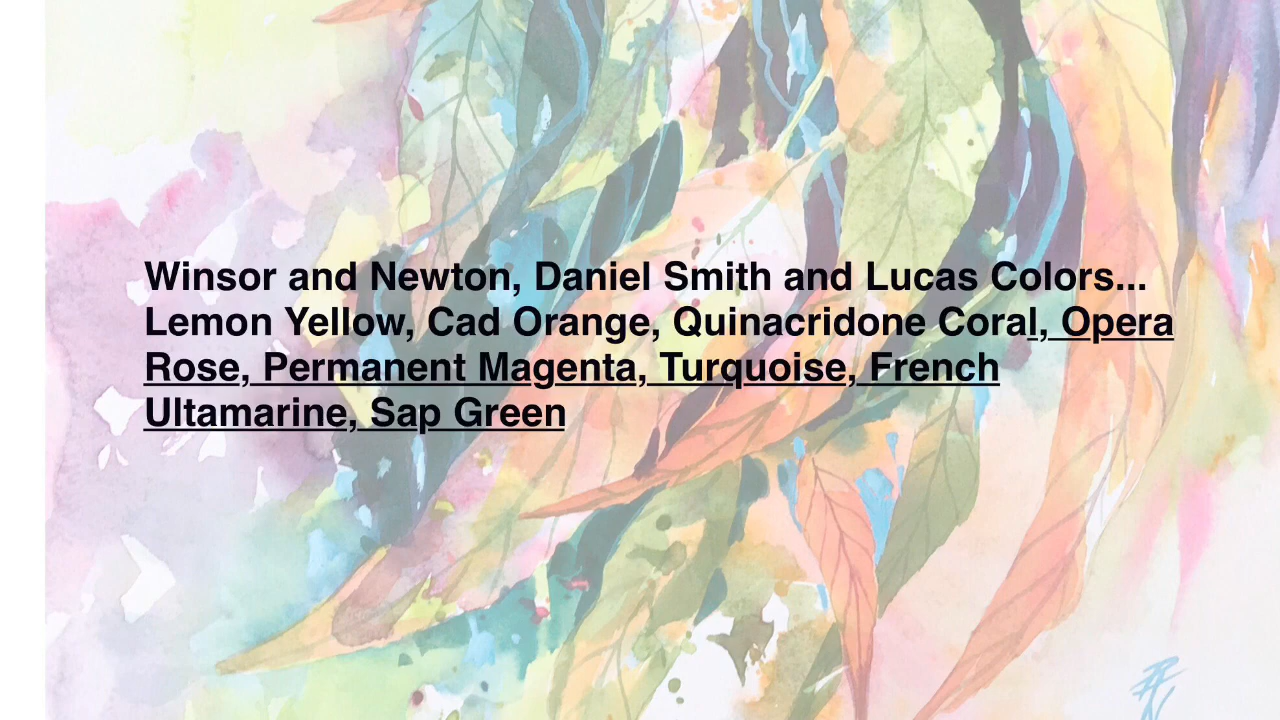 Winsor and Newton, Daniel Smith and Lucas Colors...
Lemon Yellow, Cad Orange, Quinacridone Coral, Opera
Rose, Permanent Magenta, Turquoise, French
Ultamarine, Sap Green